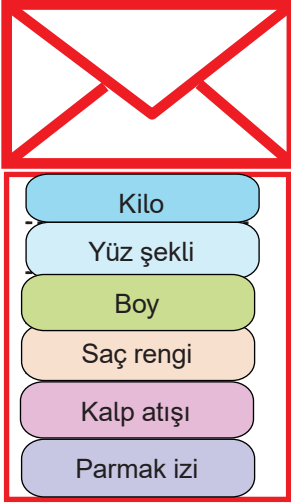 Kilo
Yüz şekli
Boy
Saç rengi
Kalp atışı
Parmak izi